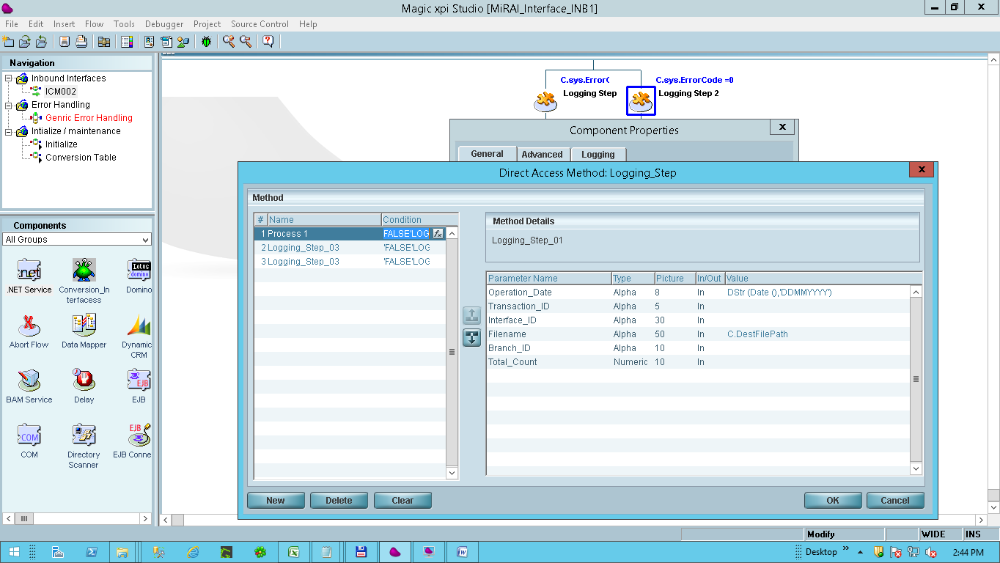 Magic xpi Studio [MiRAI_Interface_INB1]
File Edit Insert Flow Tools Debugger Project Source Control Help
Navigation
Inbound Interfaces
ICM002
Error Handling
Genric Error Handling
Intialize / maintenance
Initialize
Conversion Table
C.sys.Error(
C.sys.ErrorCode =0
Logging Step
Logging Step 2
Component Properties
General Advanced Logging
Direct Access Method: Logging_Step
Method
# Name Condition
1 Process 1 FALSE'LOG
2 Logging_Step_03 'FALSE'LOG
3 Logging_Step_03 'FALSE'LOG
Method Details
Logging_Step_01
Parameter Name Type Picture In/Out Value
Operation_Date Alpha 8 In DStr (Date (),'DDMMYYYY')
Transaction_ID Alpha 5 In
Interface_ID Alpha 30 In
Filename Alpha 50 In C.DestFilePath
Branch_ID Alpha 10 In
Total_Count Numeric 10 In
New Delete Clear OK Cancel
Components
All Groups
.NET Service
Conversion_In
terfacess
Domino
Abort Flow
Data Mapper
Dynamic
CRM
BAM Service
Delay
EJB
COM
Directory
Scanner
EJB Conne
Modify WIDE INS
Desktop 2:44 PM